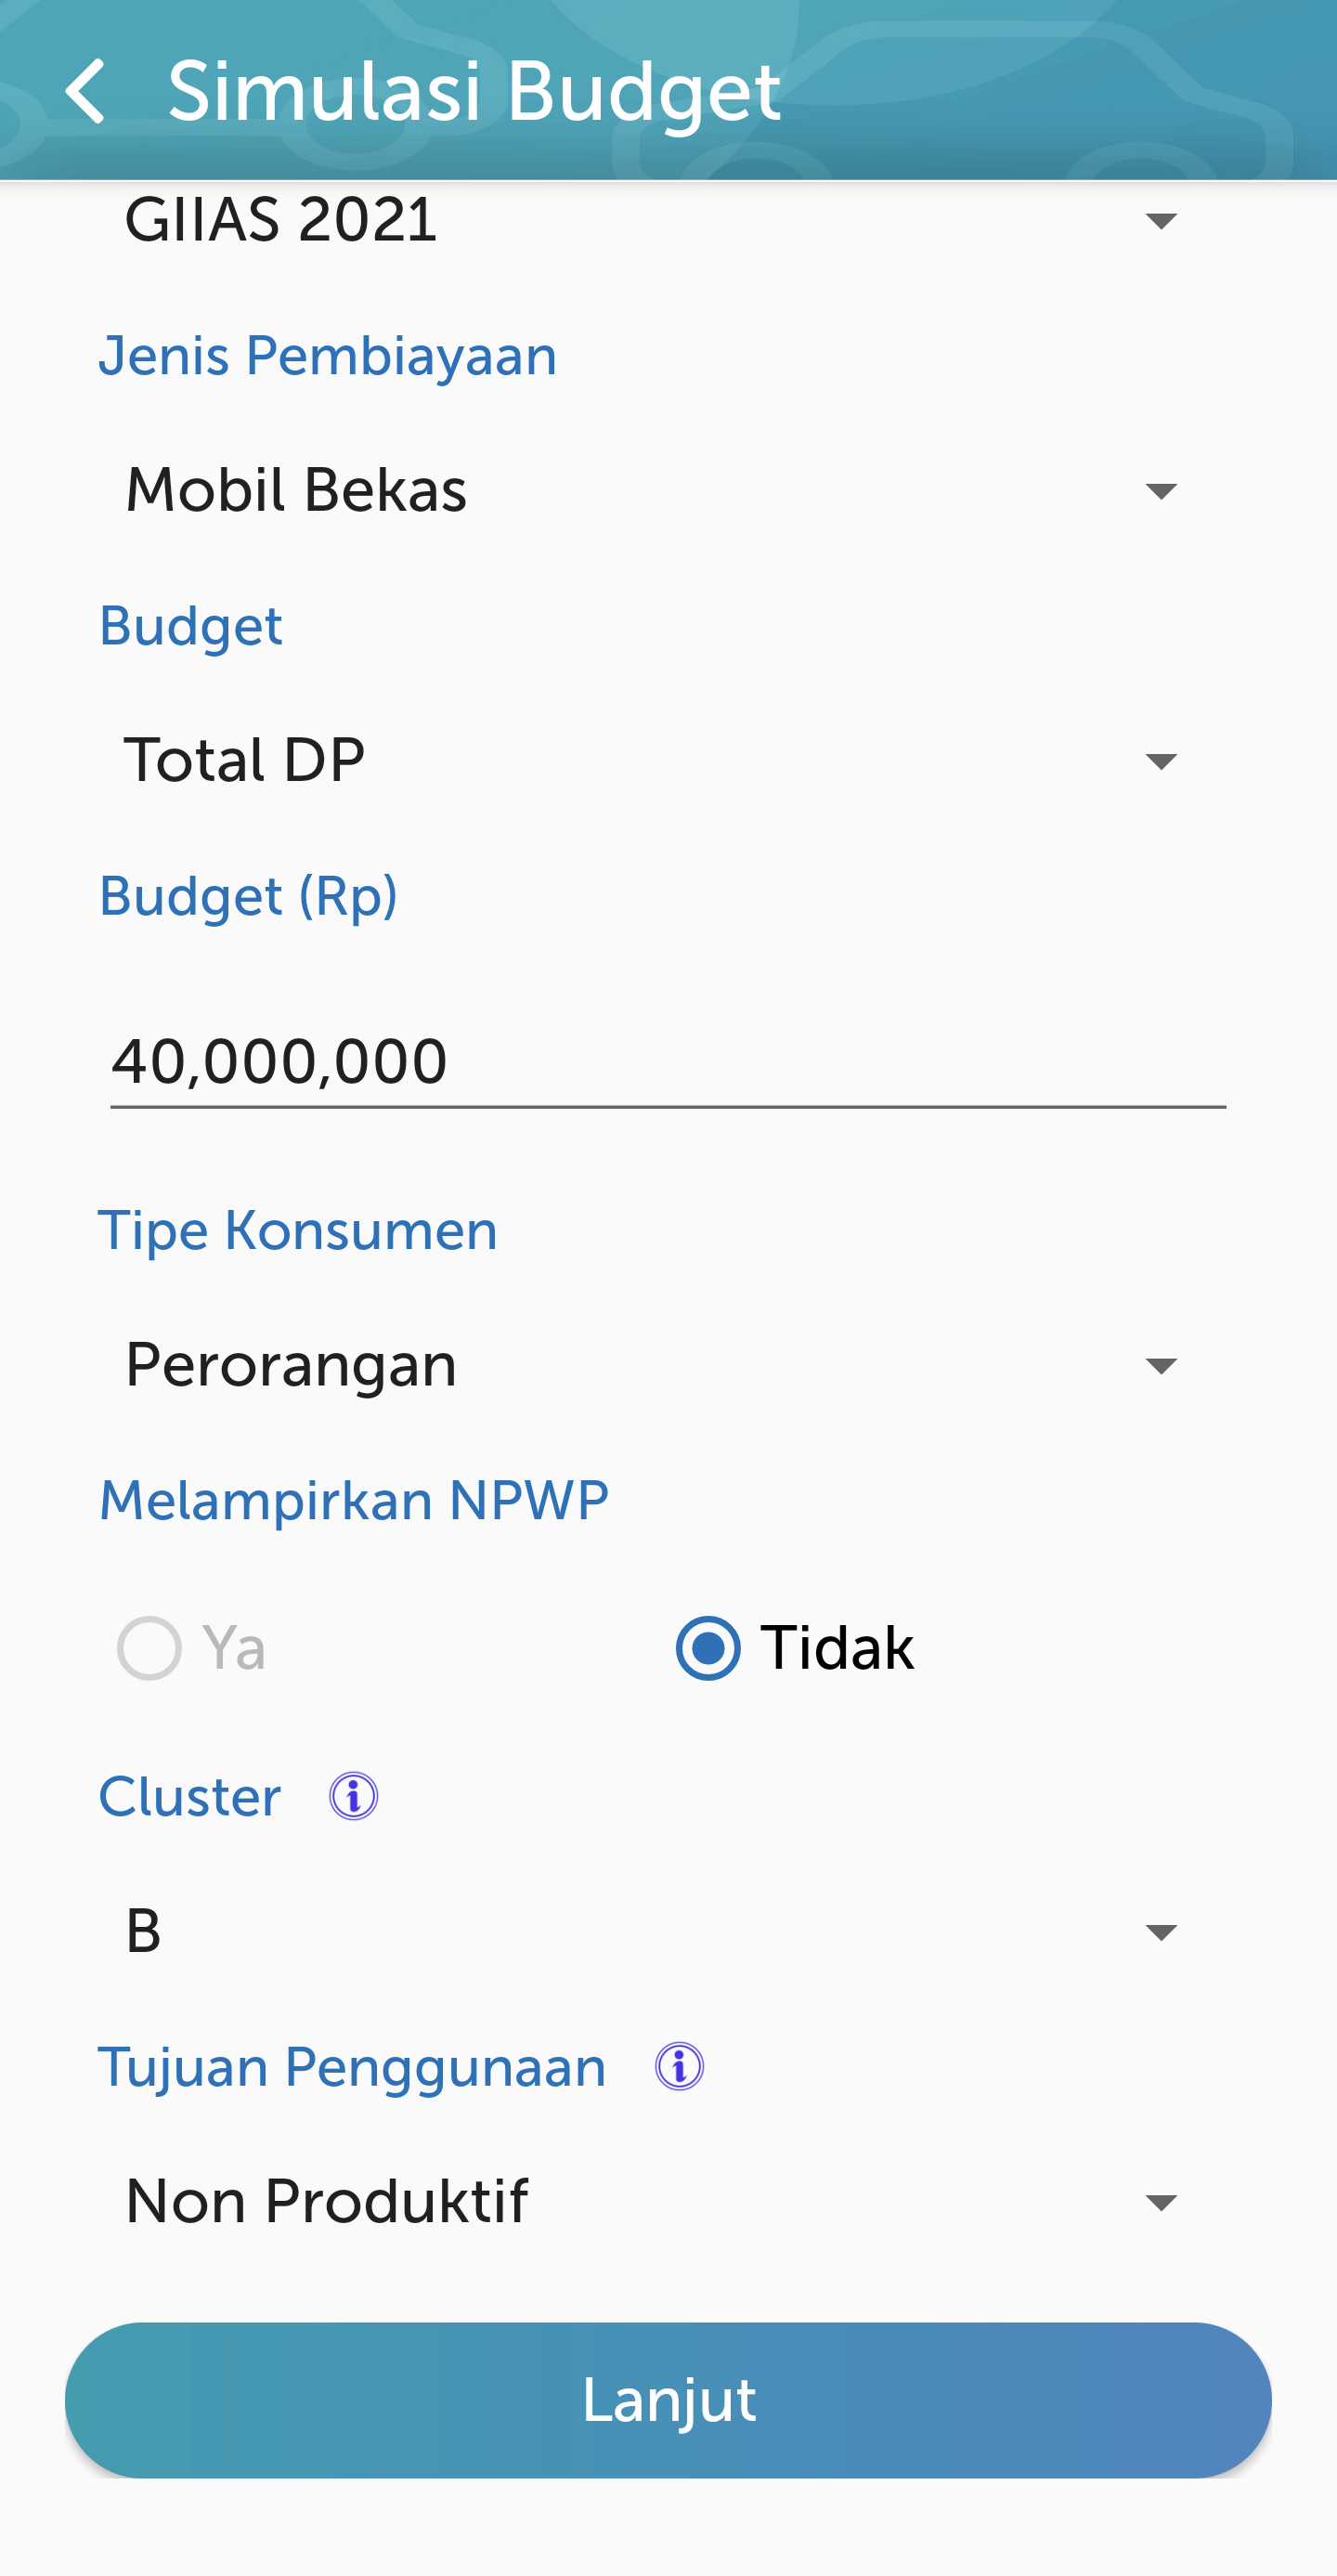 Simulasi Budget
GIIAS 2021
Jenis Pembiayaan
Mobil Bekas
Budget
Total DP
Budget (Rp)
40,000,000
Tipe Konsumen
Perorangan
Melampirkan NPWP
Ya Tidak
Cluster
B
Tujuan Penggunaan
Non Produktif
Lanjut